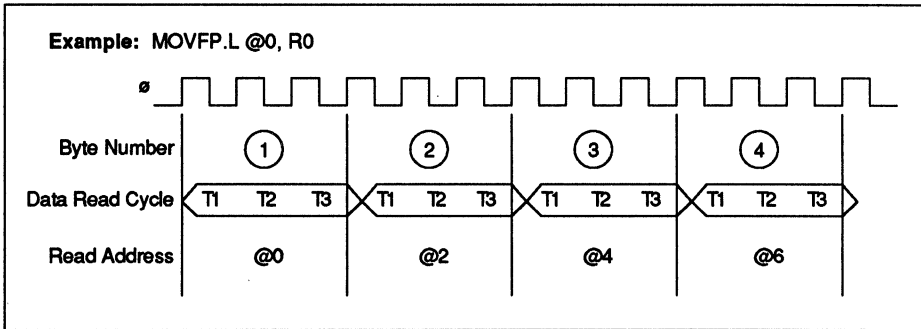 Example: MOVFP.L @0, R0
ø
Byte Number 1 2 3 4
Data Read Cycle T1 T2 T3 T1 T2 T3 T1 T2 T3 T1 T2 T3
Read Address @0 @2 @4 @6